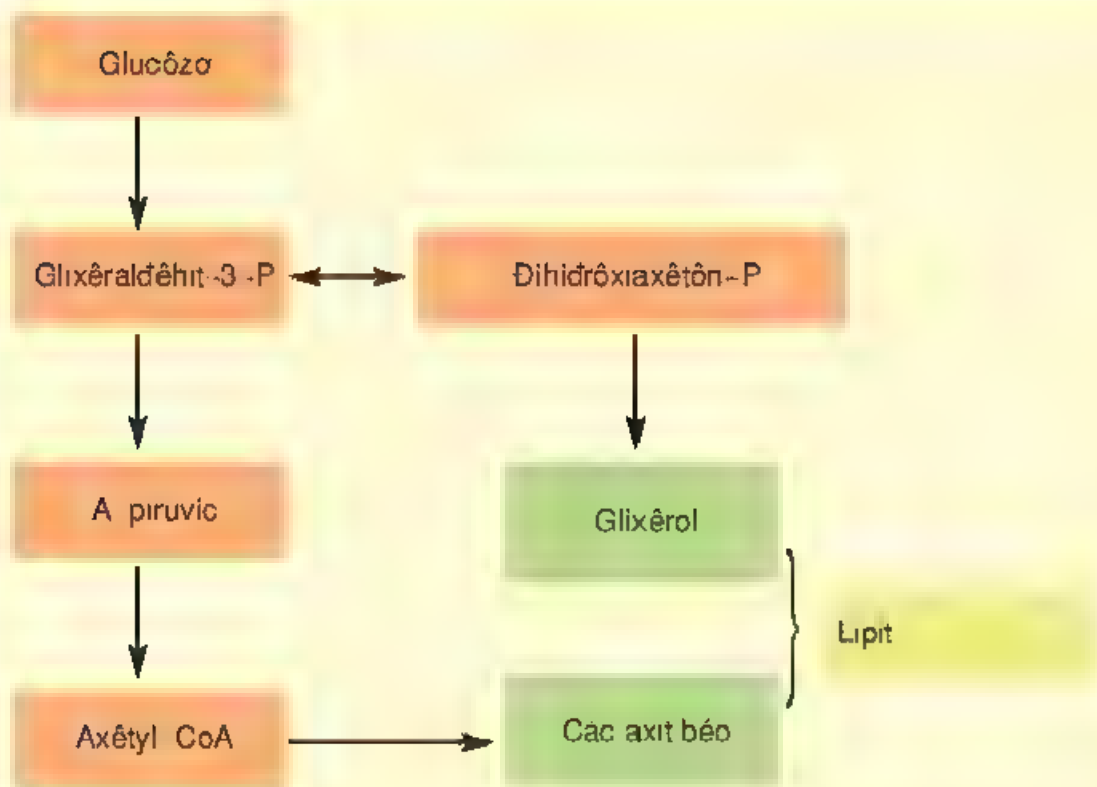 Glucôzơ
Glixêralđêhit-3-P
Đihiđrôxiaxêtôn-P
A piruvic
Glixêrol
Lipit
Axêtyl CoA
Các axit béo